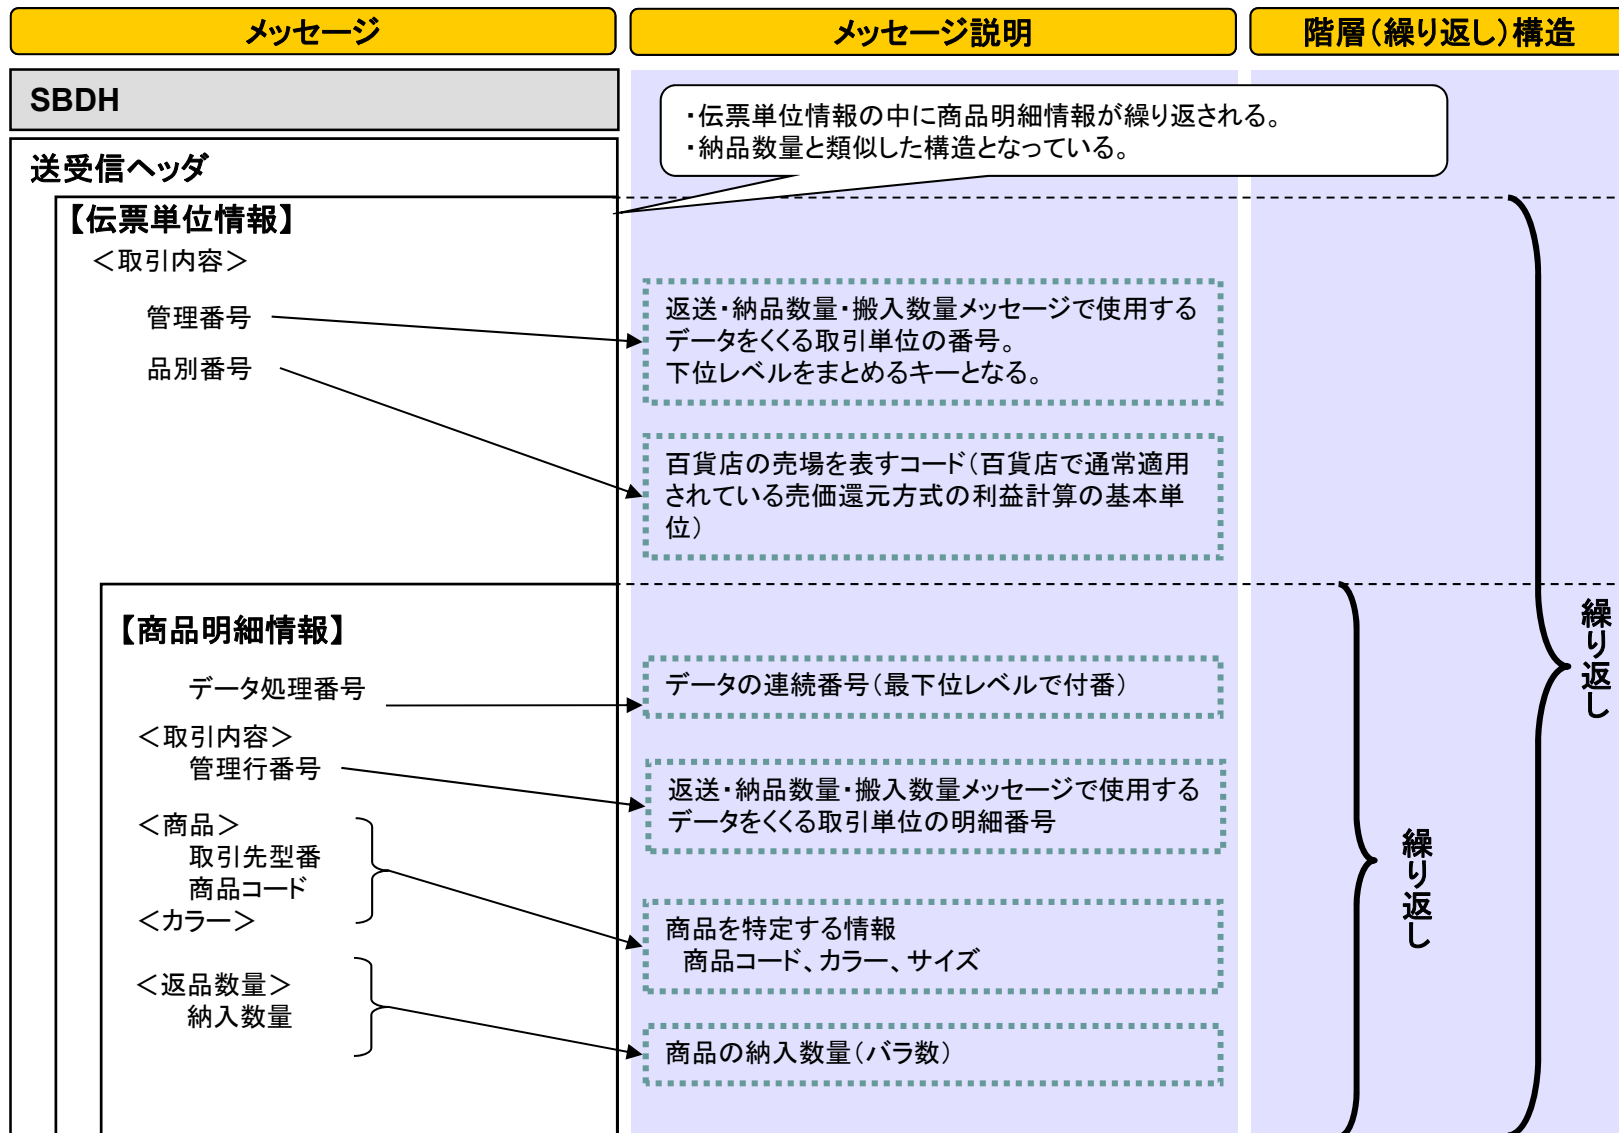 メッセージ
メッセージ説明
階層（繰り返し）構造
SBDH
・伝票単位情報の中に商品明細情報が繰り返される。
・納品数量と類似した構造となっている。
送受信ヘッダ
【伝票単位情報】
＜取引内容＞
管理番号
品別番号
返送・納品数量・搬入数量メッセージで使用する
データをくくる取引単位の番号。
下位レベルをまとめるキーとなる。
百貨店の売場を表すコード（百貨店で通常適用
されている売価還元方式の利益計算の基本単
位）
【商品明細情報】
データ処理番号
データの連続番号（最下位レベルで付番）
＜取引内容＞
管理行番号
返送・納品数量・搬入数量メッセージで使用する
データをくくる取引単位の明細番号
＜商品＞
取引先型番
商品コード
＜カラー＞
商品を特定する情報
商品コード、カラー、サイズ
＜返品数量＞
納入数量
商品の納入数量（バラ数）
繰り返し
繰り返し